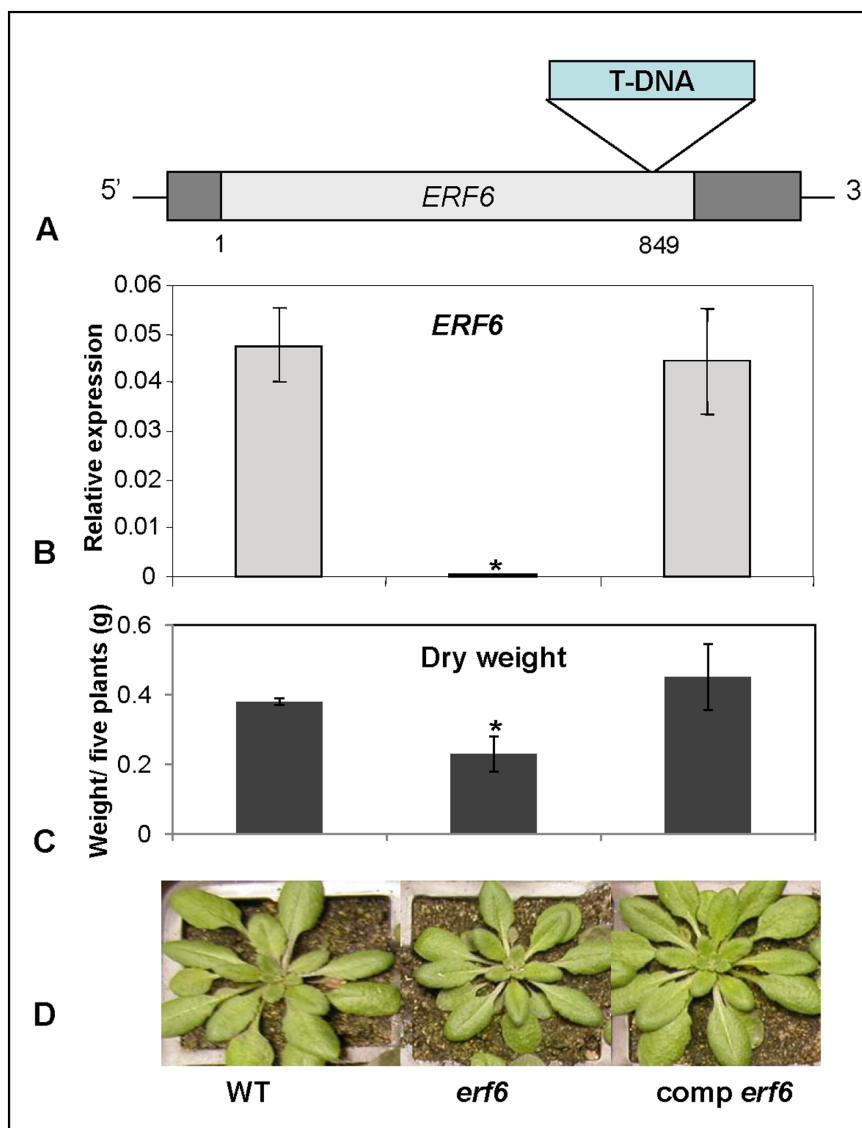 T-DNA
5’ ERF6 3
A
1 849
0.06
0.05
0.04
0.03
0.02
0.01
0
Relative expression
ERF6
*
B
0.6
0.4
0.2
0
Weight/ five plants (g)
Dry weight
*
C
D
WT erf6 comp erf6